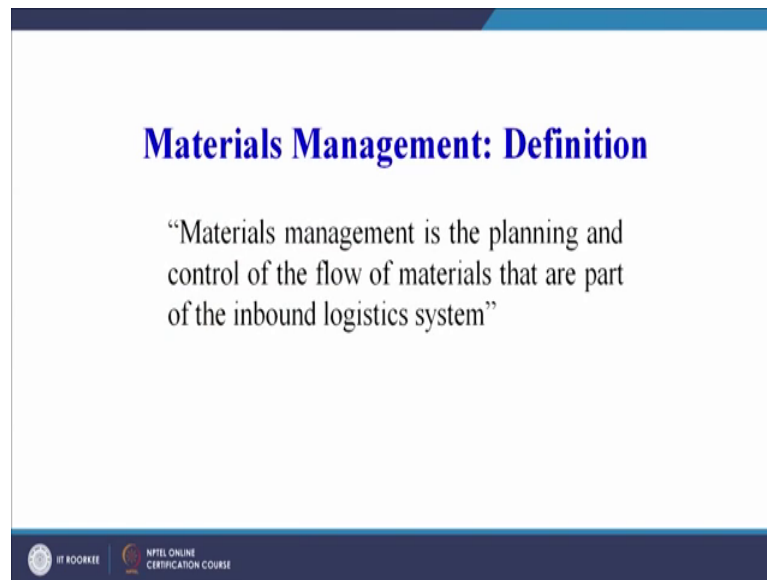 Materials Management: Definition
“Materials management is the planning and
control of the flow of materials that are part
of the inbound logistics system”
IIT ROORKEE
NPTEL ONLINE
CERTIFICATION COURSE